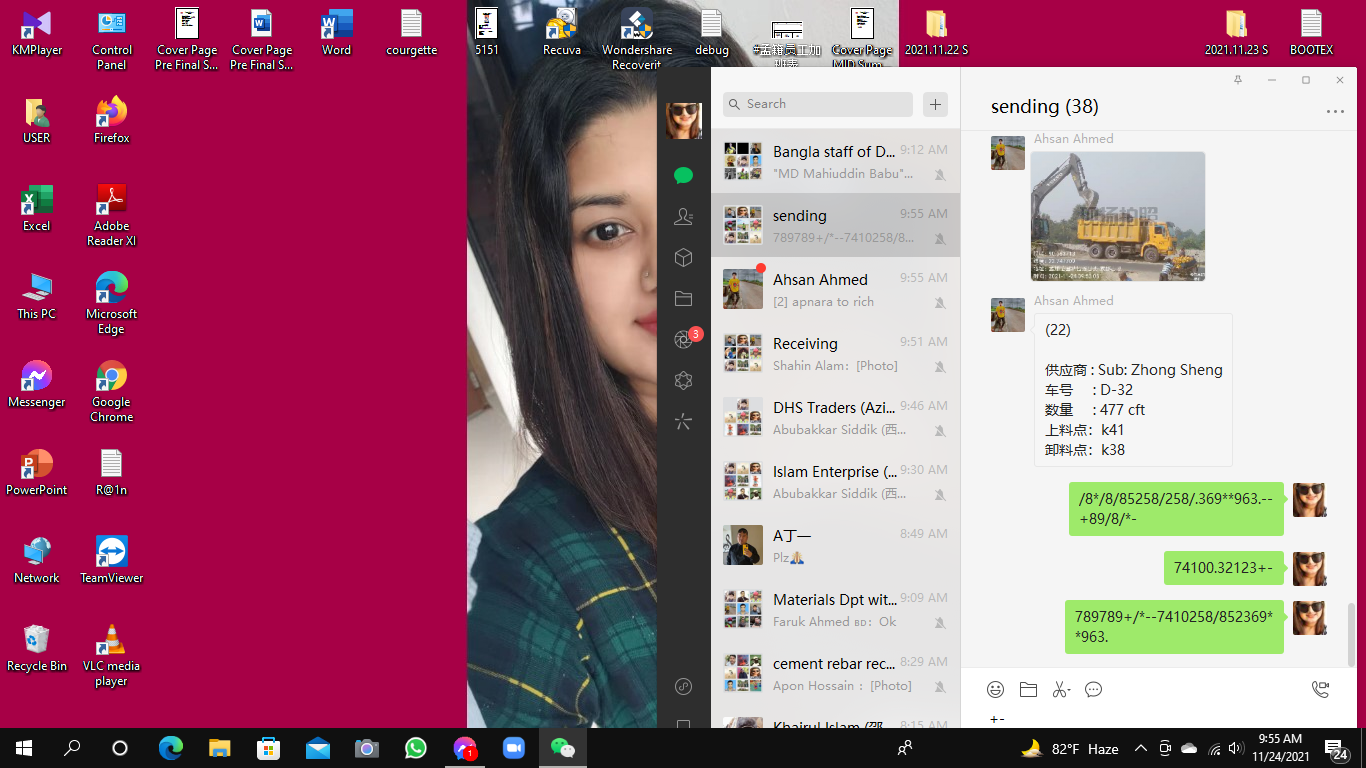 KMPlayer
Control
Panel
Cover Page
Pre Final S...
Cover Page
Pre Final S...
Word
courgette
5151
Recuva
Wondershare
Recoverit
debug
Cover Page
MID Sum...
2021.11.22 S
2021.11.23 S
BOOTEX
USER
Firefox
Excel
Adobe
Reader XI
This PC
Microsoft
Edge
Messenger
Google
Chrome
PowerPoint
R@1n
Network
TeamViewer
Recycle Bin
VLC media
player
3
Search
Bangla staff of D...
9:12 AM
"MD Mahiuddin Babu"...
sending
9:55 AM
789789+/*--7410258/8...
Ahsan Ahmed
9:55 AM
[2] apnara to rich
Receiving
9:51 AM
Shahin Alam: [Photo]
DHS Traders (Azi...
9:46 AM
Abubakkar Siddik (西...
Islam Enterprise (...
9:30 AM
Abubakkar Siddik (西...
A丁一
8:49 AM
Plz
Materials Dpt wit...
9:09 AM
Faruk Ahmed BD: Ok
cement rebar rec...
8:29 AM
Apon Hossain : [Photo]
Khairul Islam (邵...
8:15 AM
sending (38)
Ahsan Ahmed
现场拍照
Ahsan Ahmed
(22)
供应商 : Sub: Zhong Sheng
车号 : D-32
数量 : 477 cft
上料点: k41
卸料点: k38
/8*/8/85258/258/.369**963.--
+89/8/*-
74100.32123+-
789789+/*--7410258/852369*
*963.
+-
1
82°F Haze
9:55 AM
11/24/2021
24